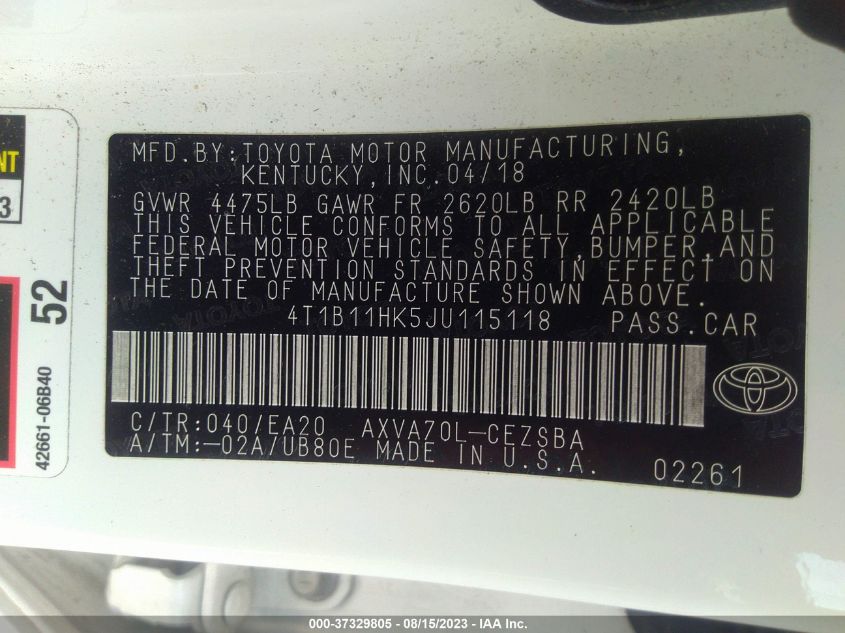 NT
3
52
42661-06B40
MFD.BY:TOYOTA MOTOR MANUFACTURING,
KENTUCKY,INC.04/18
GVWR 4475LB GAWR FR 2620LB RR 2420LB
THIS VEHICLE CONFORMS TO ALL APPLICABLE
FEDERAL MOTOR VEHICLE SAFETY,BUMPER,AND
THEFT PREVENTION STANDARDS IN EFFECT ON
THE DATE OF MANUFACTURE SHOWN ABOVE.
4T1B11HK5JU115118 PASS.CAR
C/TR:040/EA20 AXVA70L-CEZSBA
A/TM:-02A/UB80E MADE IN U.S.A. 02261
000-37329805 - 08/15/2023 - IAA Inc.